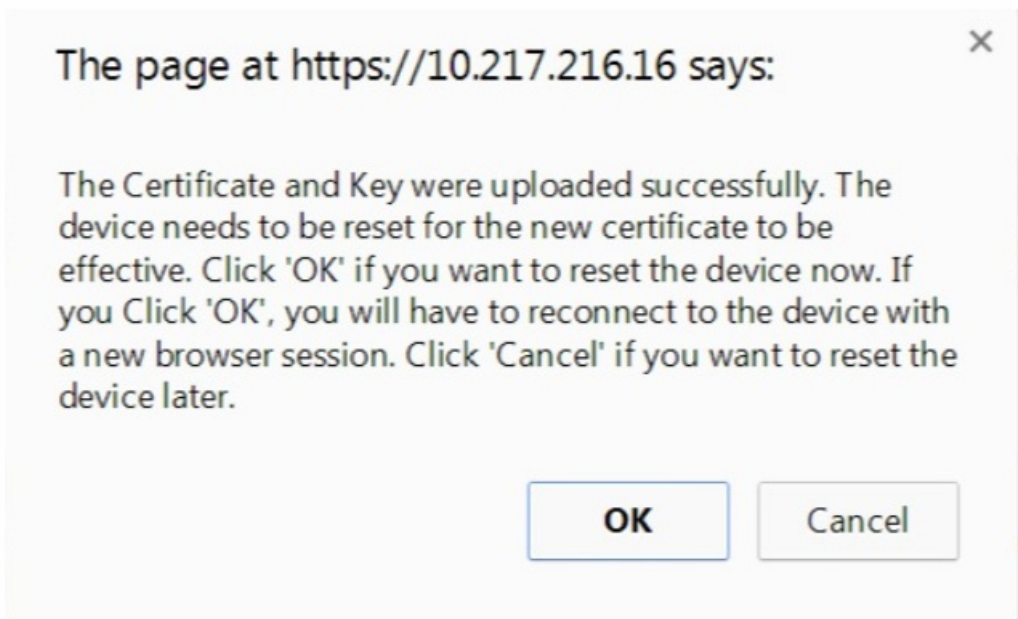 The page at https://10.217.216.16 says:
The Certificate and Key were uploaded successfully. The
device needs to be reset for the new certificate to be
effective. Click 'OK' if you want to reset the device now. If
you Click 'OK', you will have to reconnect to the device with
a new browser session. Click 'Cancel' if you want to reset the
device later.
OK
Cancel